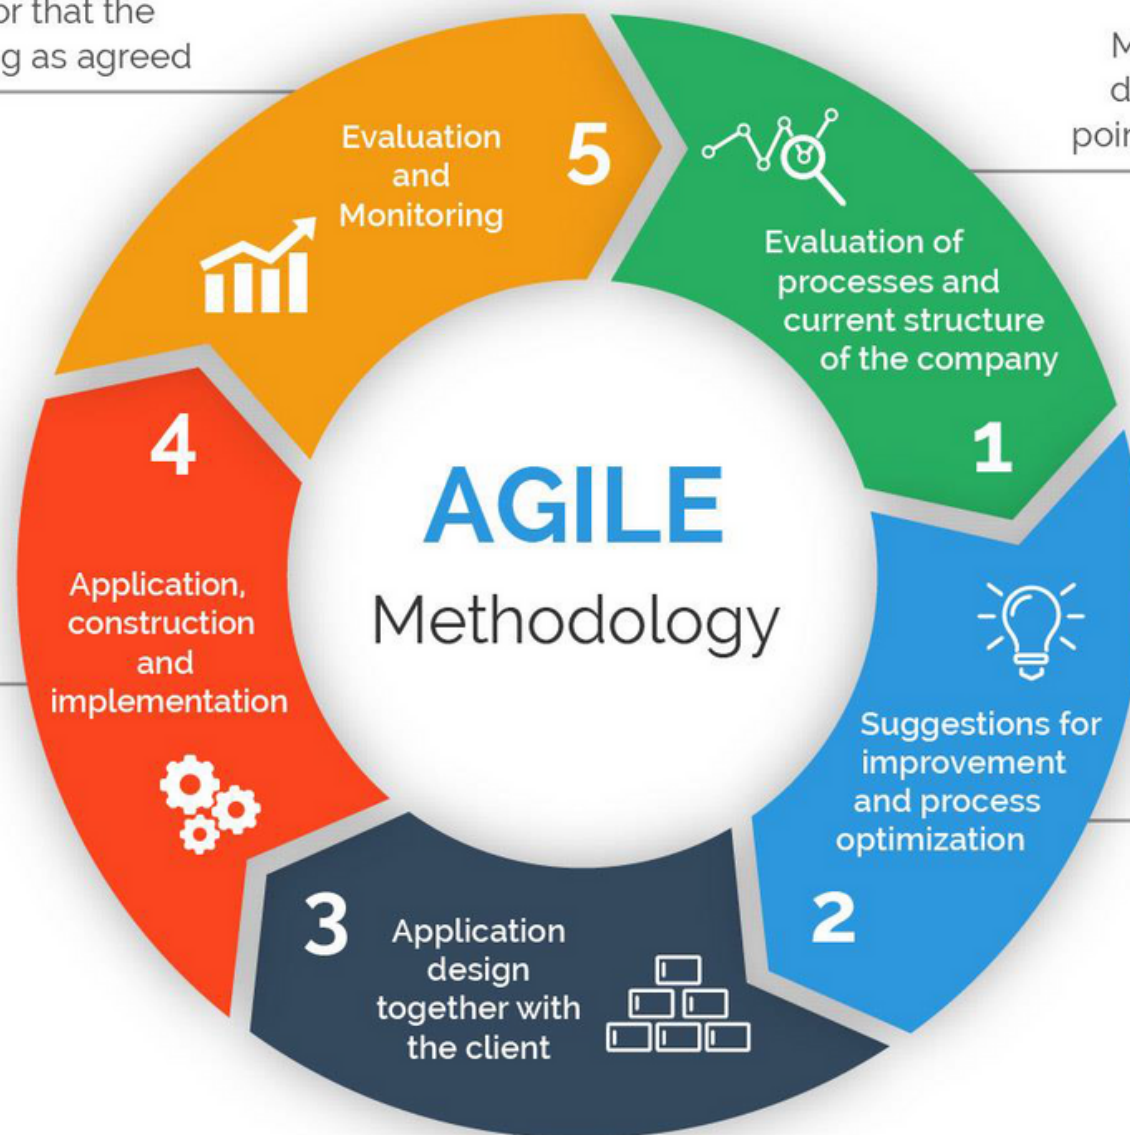 that the
as agreed
5
Evaluation
and
Monitoring
Evaluation of
processes and
current structure
of the company
1
4
Application,
construction
and
implementation
AGILE
Methodology
Suggestions for
improvement
and process
optimization
2
3
Application
design
together with
the client